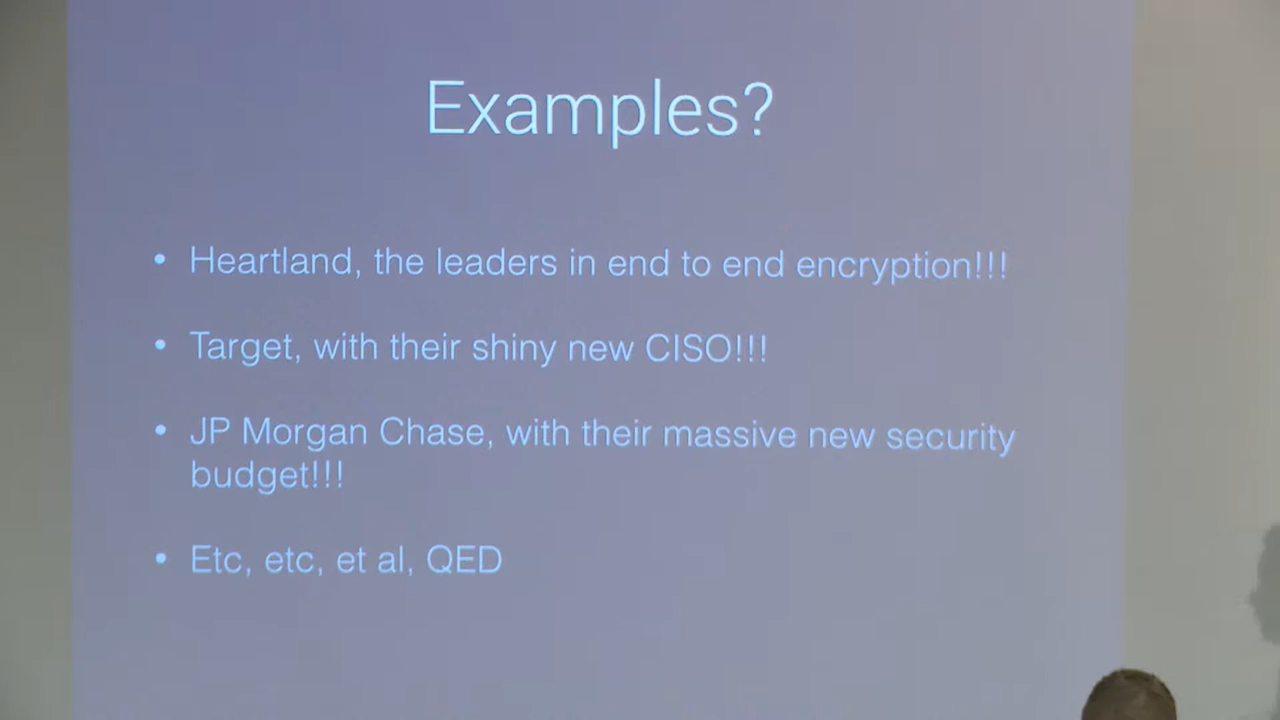 Examples?
• Heartland, the leaders in end to end encryption!!!
• Target, with their shiny new CISO!!!
• JP Morgan Chase, with their massive new security
budget!!!
• Etc, etc, et al, QED